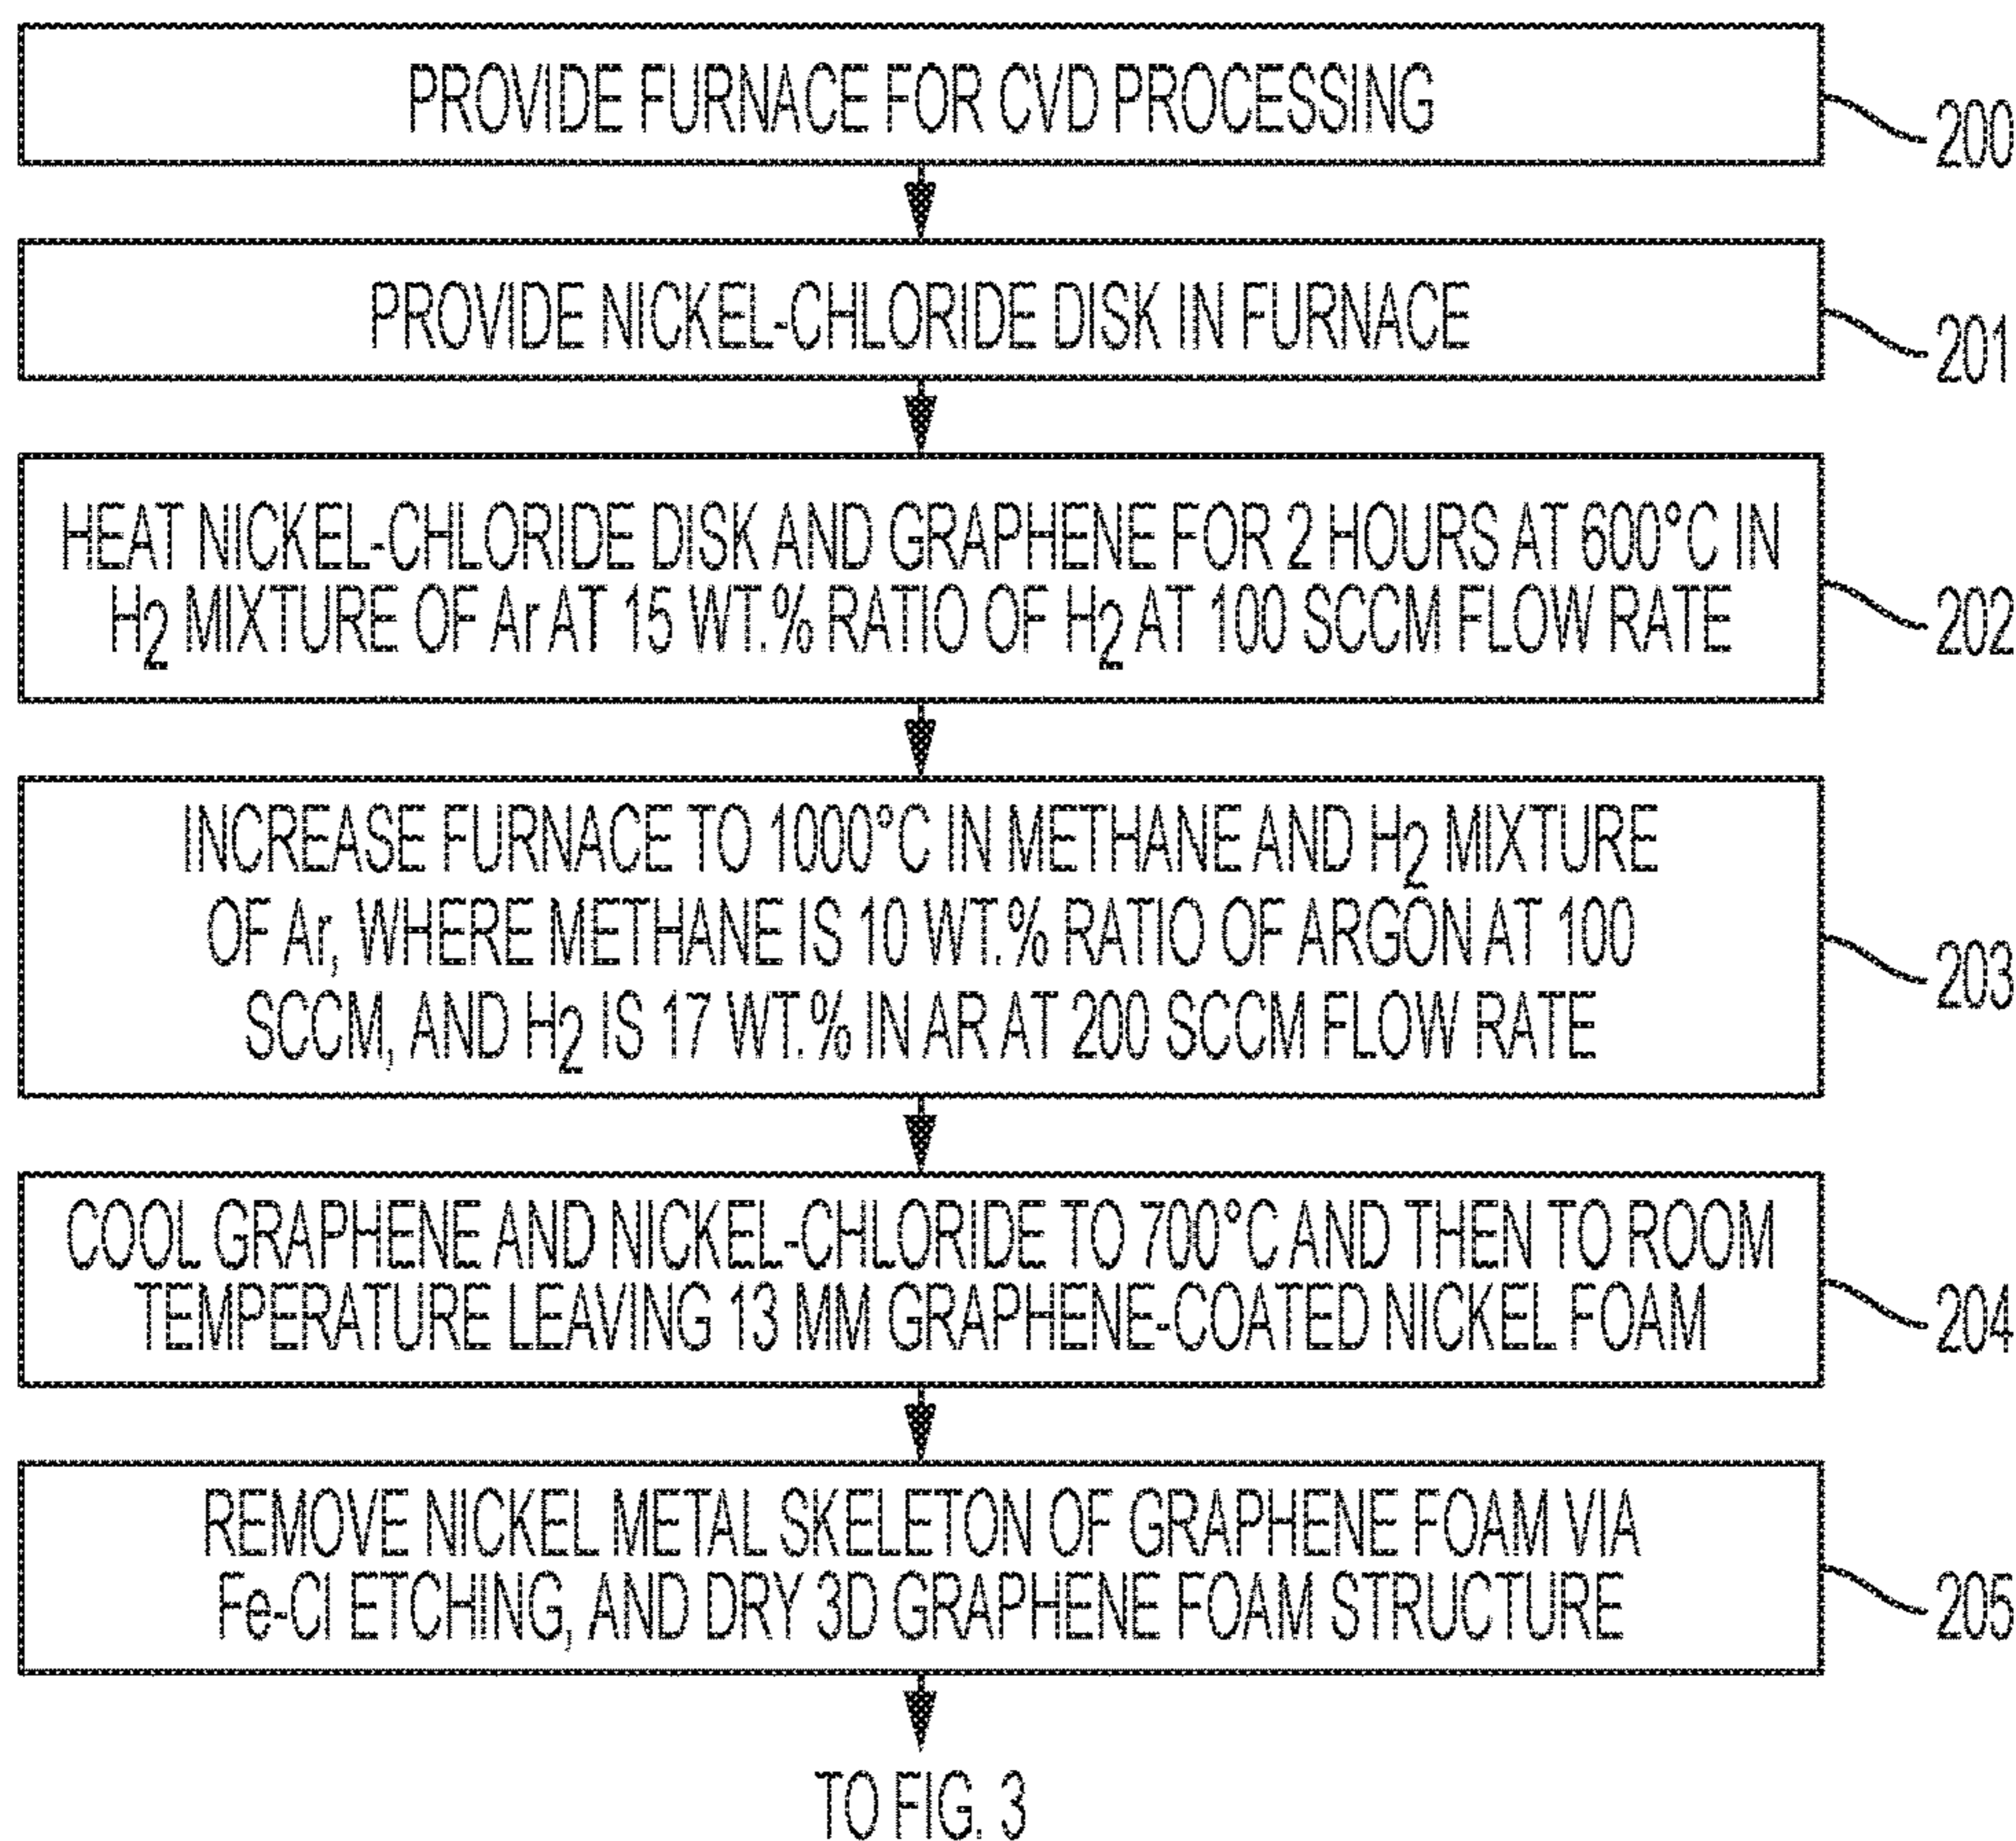 PROVIDE FURNACE FOR CVD PROCESSING
200
PROVIDE NICKEL-CHLORIDE DISK IN FURNACE
201
HEAT NICKEL-CHLORIDE DISK AND GRAPHENE FOR 2 HOURS AT 600°C IN
H2 MIXTURE OF Ar AT 15 WT.% RATIO OF H2 AT 100 SCCM FLOW RATE
202
INCREASE FURNACE TO 1000°C IN METHANE AND H2 MIXTURE
OF Ar, WHERE METHANE IS 10 WT.% RATIO OF ARGON AT 100
SCCM, AND H2 IS 17 WT.% IN AR AT 200 SCCM FLOW RATE
203
COOL GRAPHENE AND NICKEL-CHLORIDE TO 700°C AND THEN TO ROOM
TEMPERATURE LEAVING 13 MM GRAPHENE-COATED NICKEL FOAM
204
REMOVE NICKEL METAL SKELETON OF GRAPHENE FOAM VIA
Fe-Cl ETCHING, AND DRY 3D GRAPHENE FOAM STRUCTURE
205
TO FIG. 3